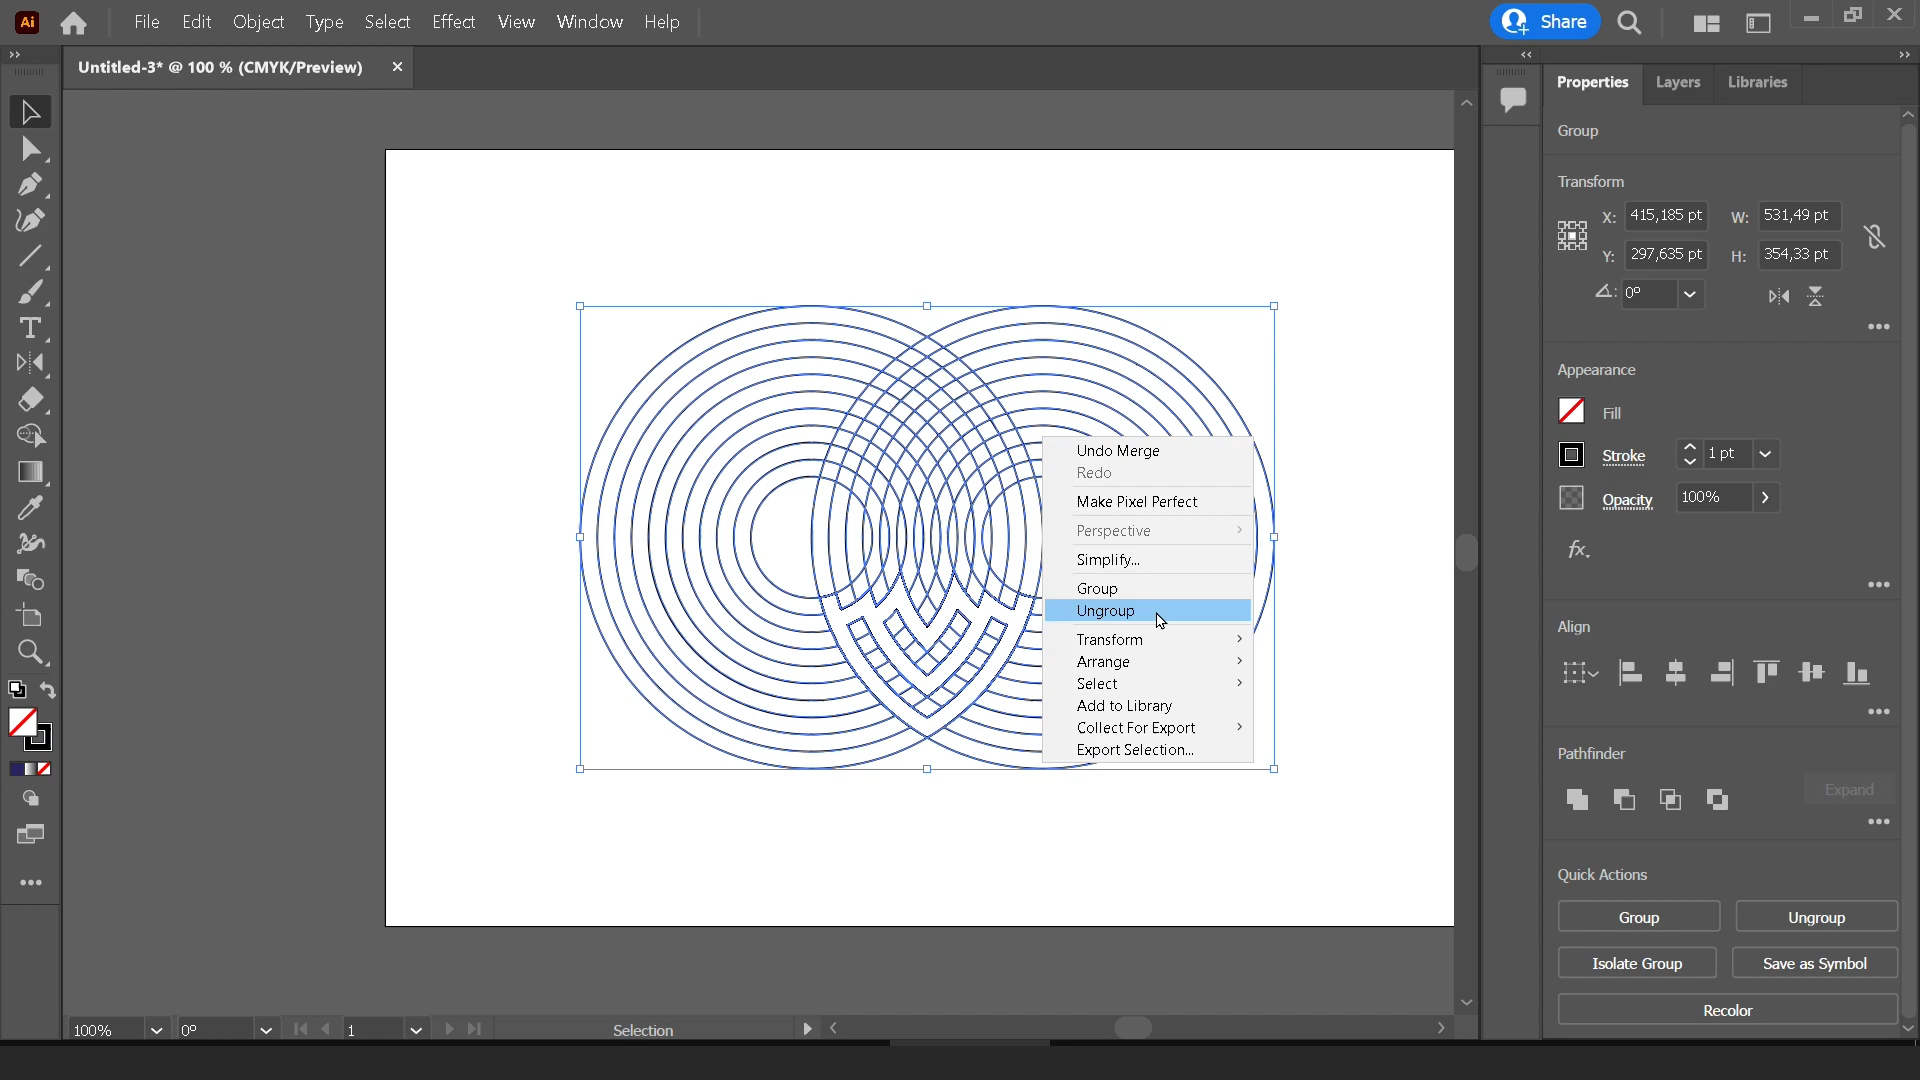 Ai
File Edit Object Type Select Effect View Window Help
Share
Untitled-3* @ 100 % (CMYK/Preview)
Properties Layers Libraries
Group
Transform
X: 415,185 pt W: 531,49 pt
Y: 297,635 pt H: 354,33 pt
0°
Appearance
Fill
Stroke 1 pt
Opacity 100%
fx.
Align
Pathfinder
Expand
Quick Actions
Group Ungroup
Isolate Group Save as Symbol
Recolor
Undo Merge
Redo
Make Pixel Perfect
Perspective
Simplify...
Group
Ungroup
Transform
Arrange
Select
Add to Library
Collect For Export
Export Selection...
100% 0° 1 Selection